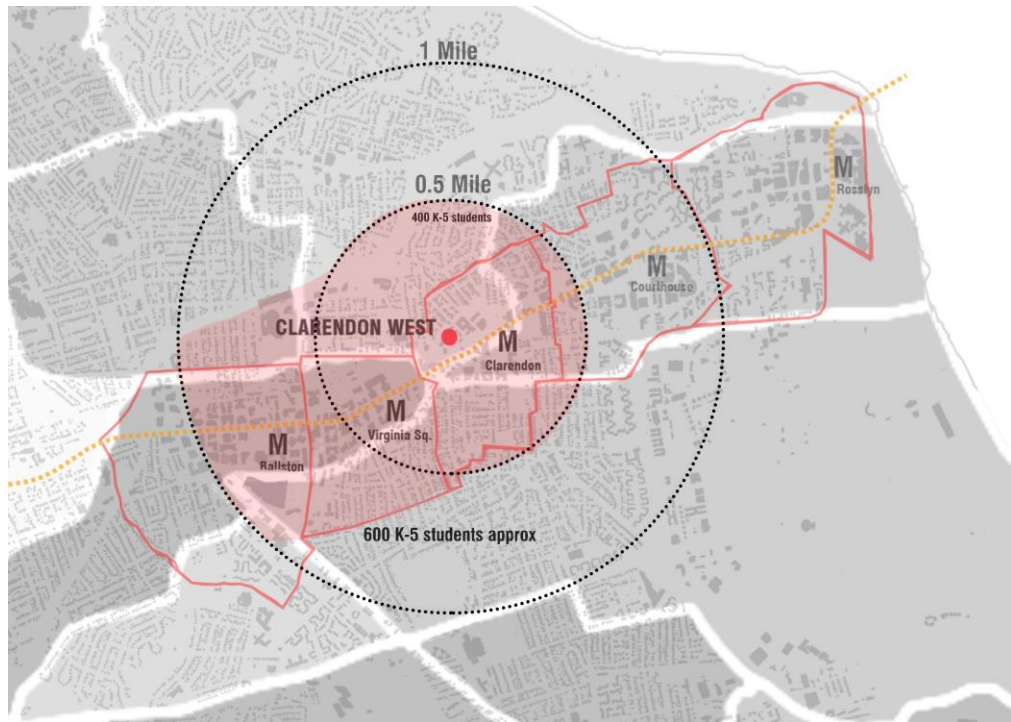 1 Mile
M
Rosslyn
0.5 Mile
400 K-5 students
M
Courthouse
CLARENDON WEST
M
Clarendon
M
Virginia Sq.
M
Ballston
600 K-5 students approx